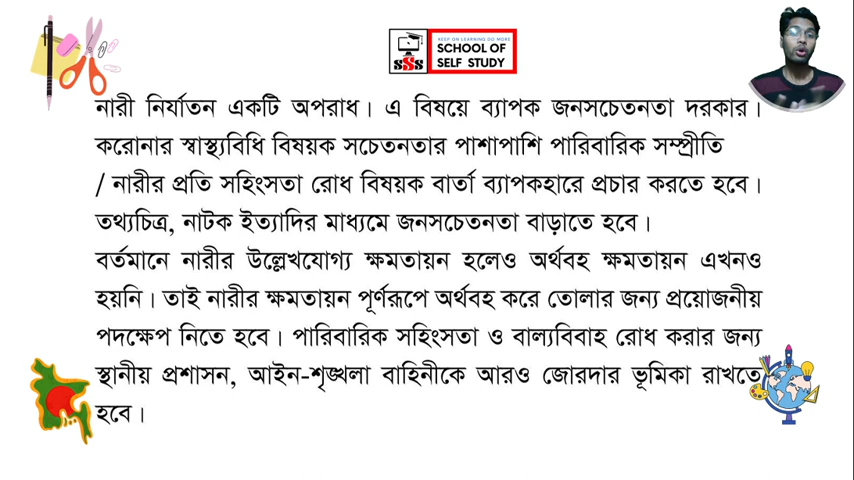 KEEP ON LEARNING DO MORE
SCHOOL OF
SELF STUDY
sSs
নারী নির্যাতন একটি অপরাধ। এ বিষয়ে ব্যাপক জনসচেতনতা দরকার।
করোনার স্বাস্থ্যবিধি বিষয়ক সচেতনতার পাশাপাশি পারিবারিক সম্প্রীতি
/ নারীর প্রতি সহিংসতা রোধ বিষয়ক বার্তা ব্যাপকহারে প্রচার করতে হবে।
তথ্যচিত্র, নাটক ইত্যাদির মাধ্যমে জনসচেতনতা বাড়াতে হবে।
বর্তমানে নারীর উল্লেখযোগ্য ক্ষমতায়ন হলেও অর্থবহ ক্ষমতায়ন এখনও
হয়নি। তাই নারীর ক্ষমতায়ন পূর্ণরূপে অর্থবহ করে তোলার জন্য প্রয়োজনীয়
পদক্ষেপ নিতে হবে। পারিবারিক সহিংসতা ও বাল্যবিবাহ রোধ করার জন্য
স্থানীয় প্রশাসন, আইন-শৃঙ্খলা বাহিনীকে আরও জোরদার ভূমিকা রাখতে
হবে।